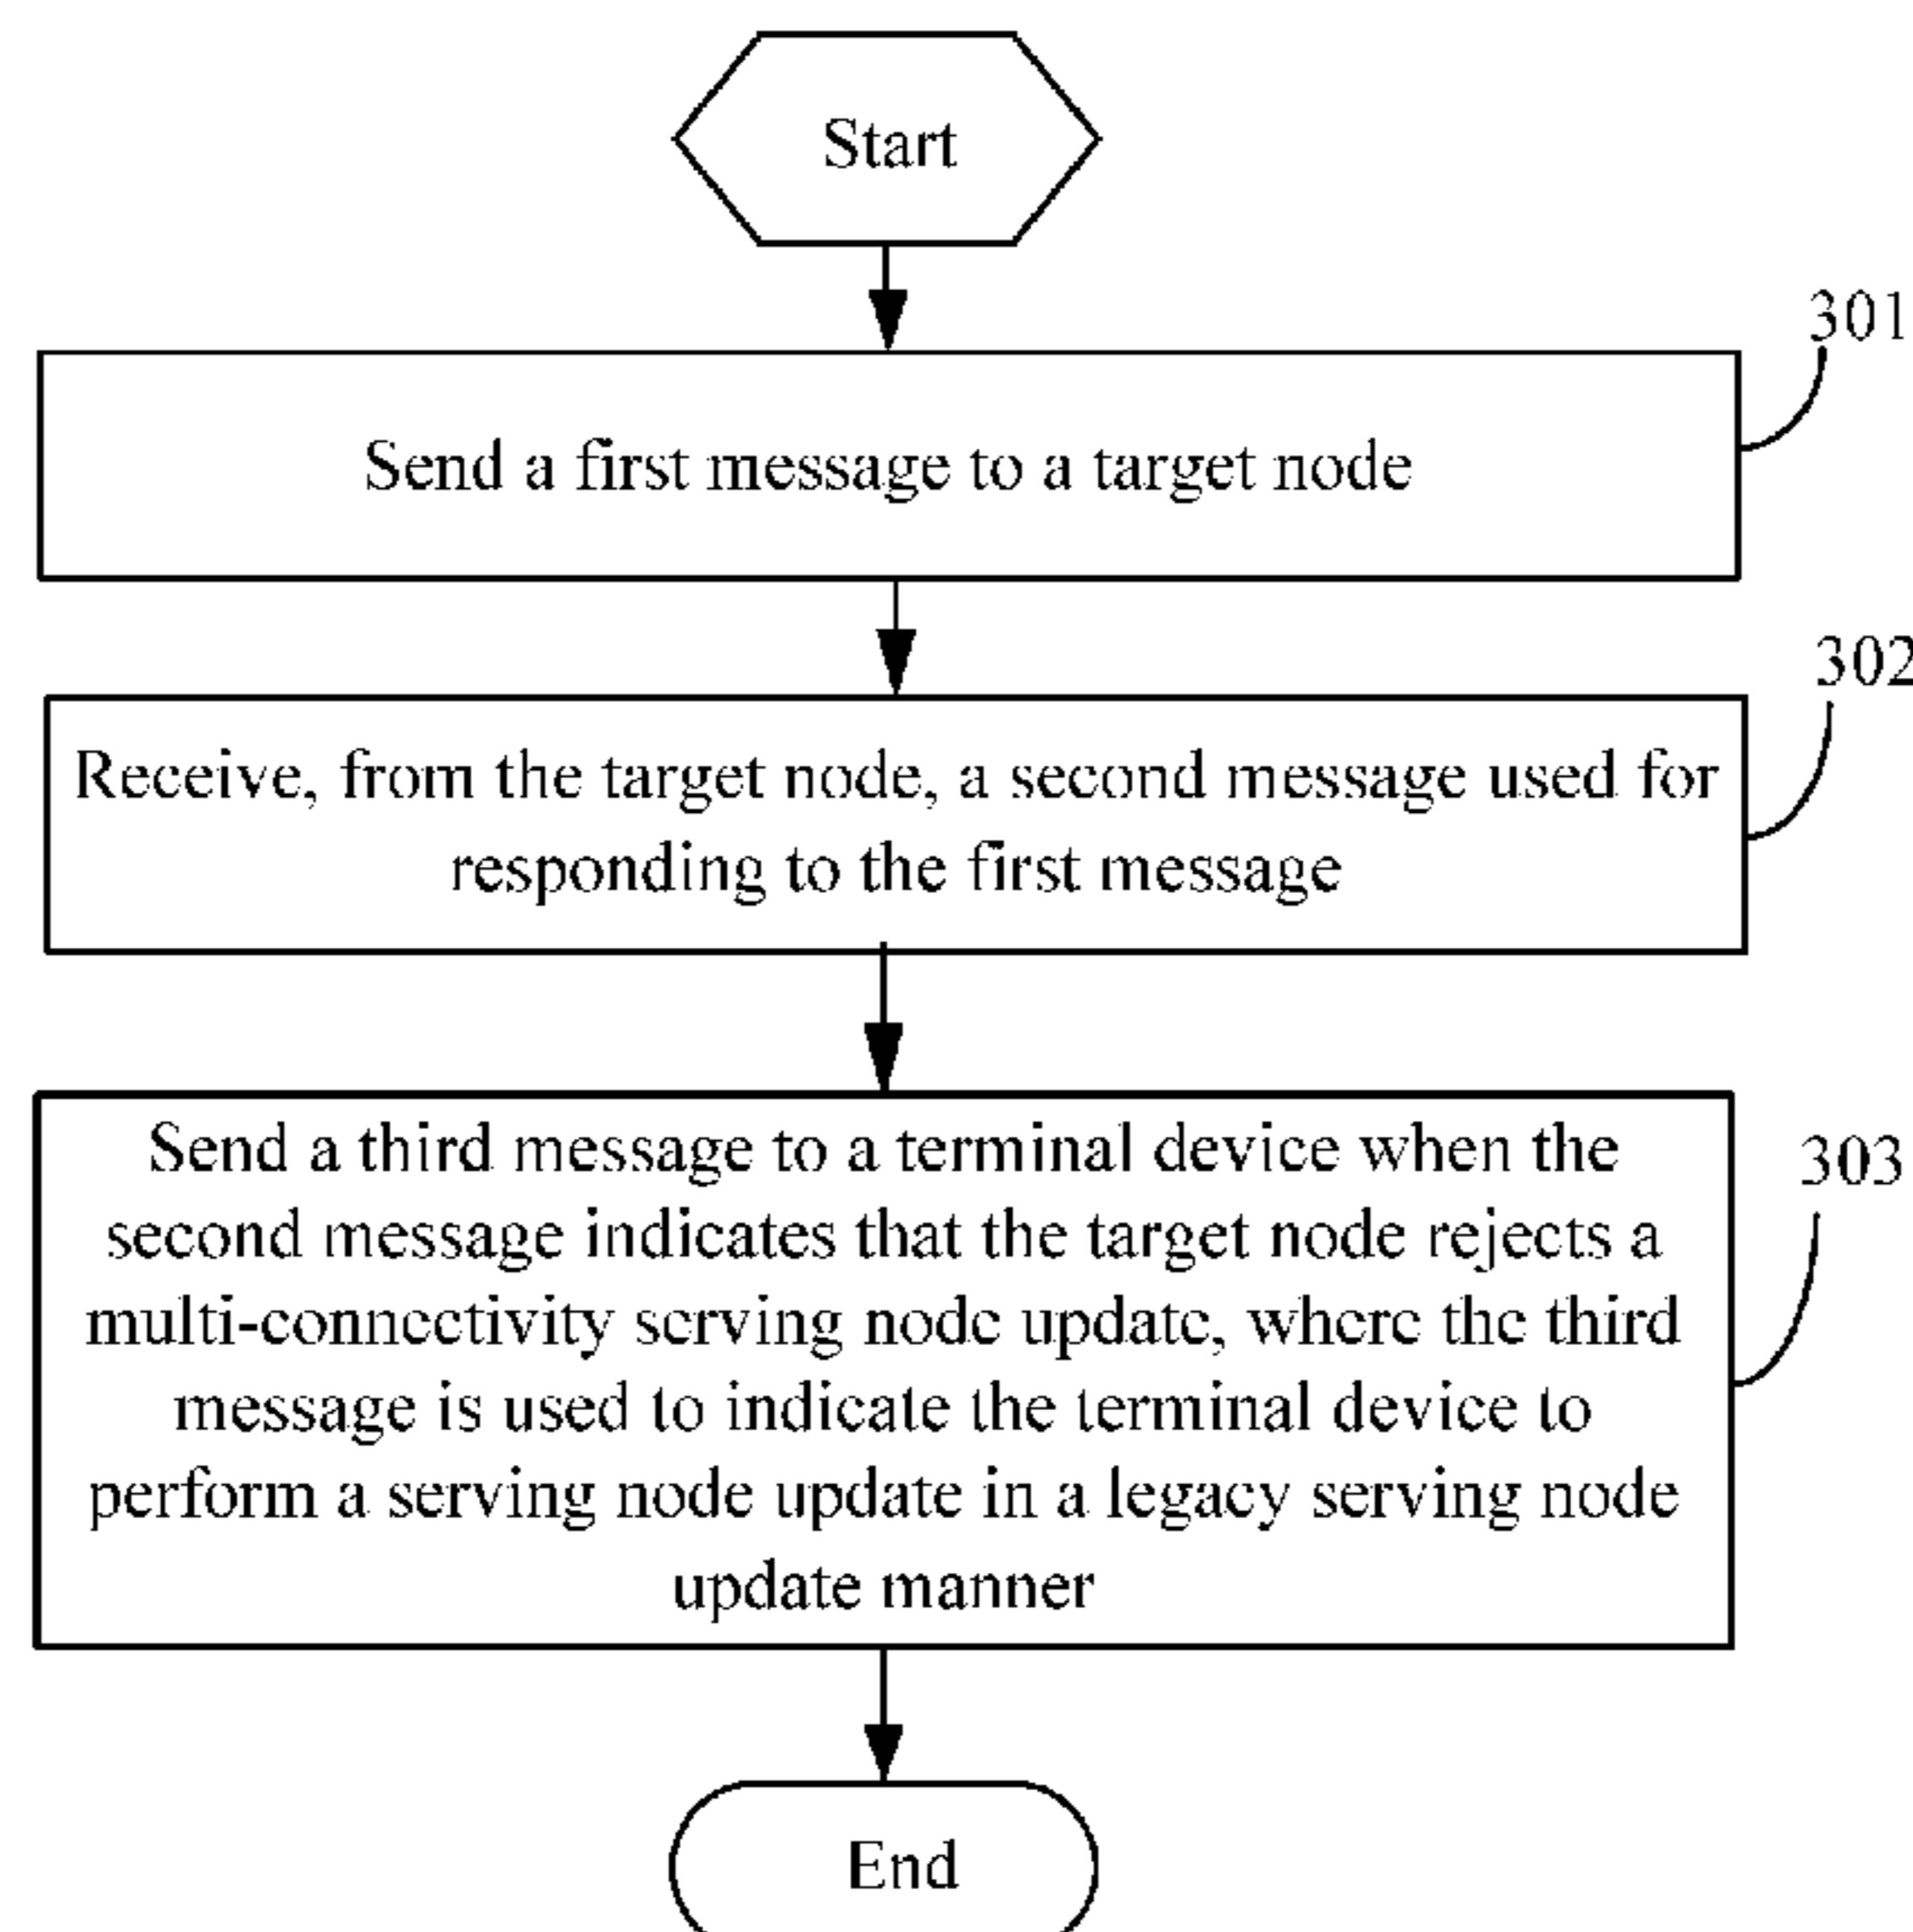 Start
301
Send a first message to a target node
302
Receive, from the target node, a second message used for
responding to the first message
303
Send a third message to a terminal device when the
second message indicates that the target node rejects a
multi-connectivity serving node update, where the third
message is used to indicate the terminal device to
perform a serving node update in a legacy serving node
update manner
End